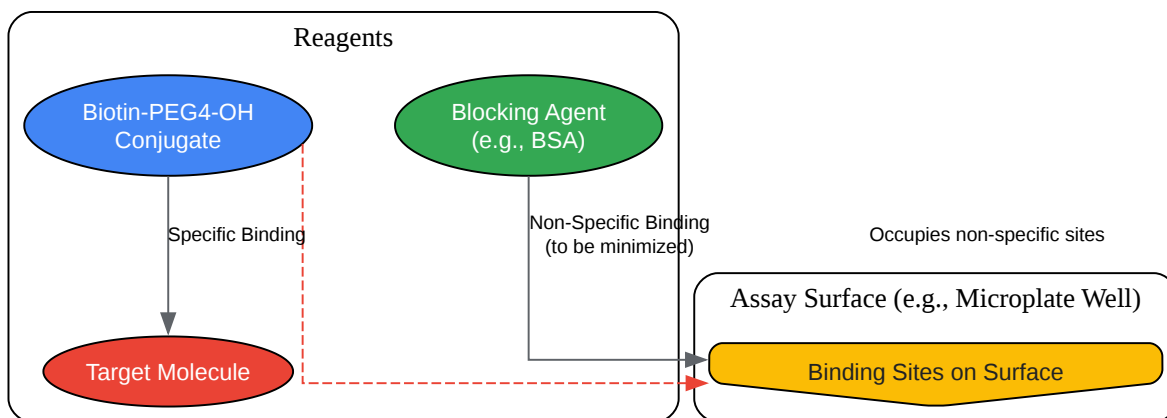 Reagents
Biotin-PEG4-OH
Conjugate
Blocking Agent
(e.g., BSA)
Specific Binding
Non-Specific Binding
(to be minimized)
Occupies non-specific sites
Assay Surface (e.g., Microplate Well)
Target Molecule
Binding Sites on Surface